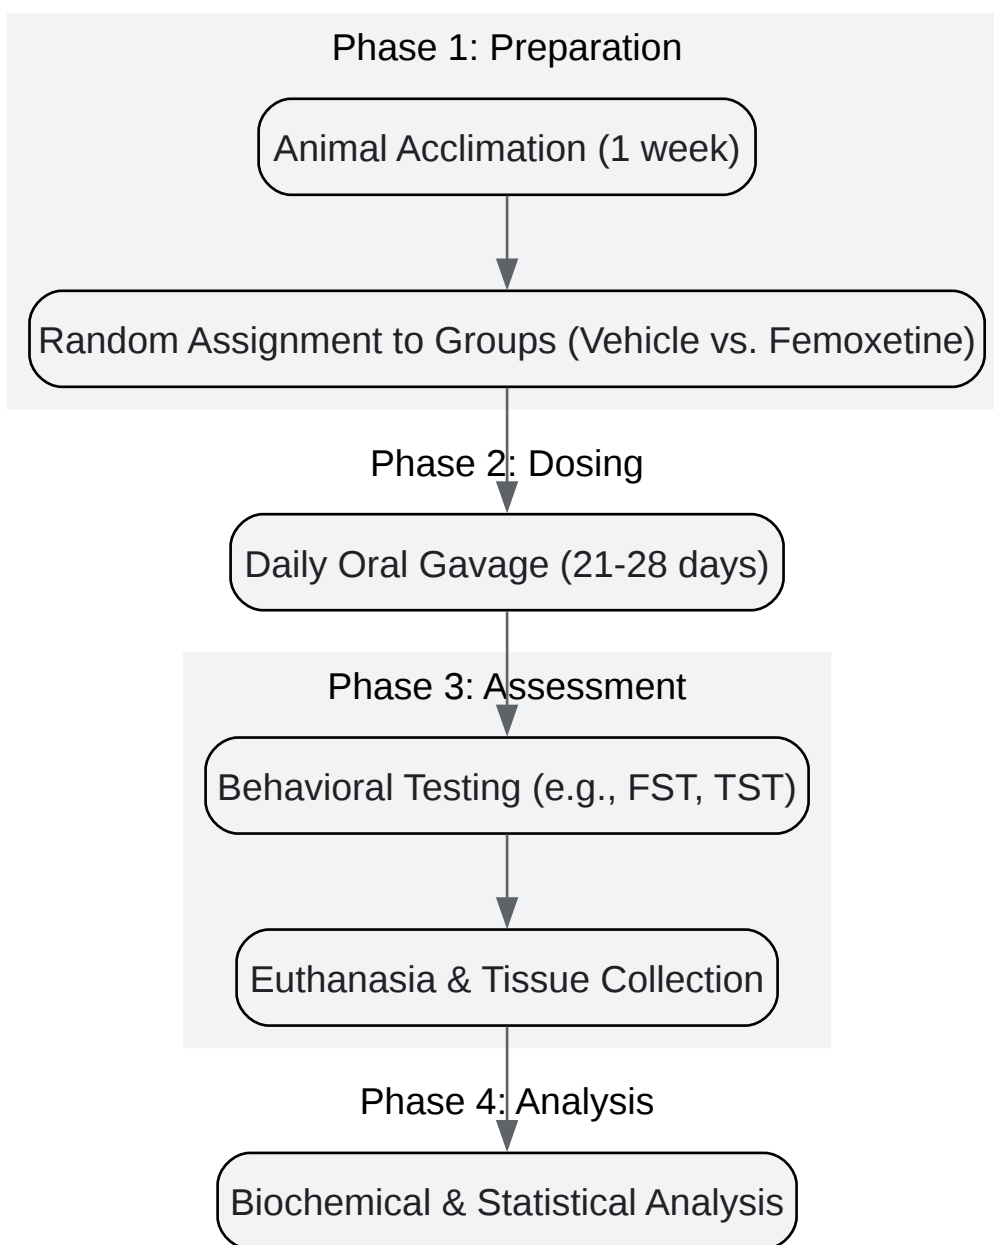 Phase 1: Preparation
Animal Acclimation (1 week)
Random Assignment to Groups (Vehicle vs. Femoxetine)
Phase 2: Dosing
Daily Oral Gavage (21-28 days)
Phase 3: Assessment
Behavioral Testing (e.g., FST, TST)
Euthanasia & Tissue Collection
Phase 4: Analysis
Biochemical & Statistical Analysis